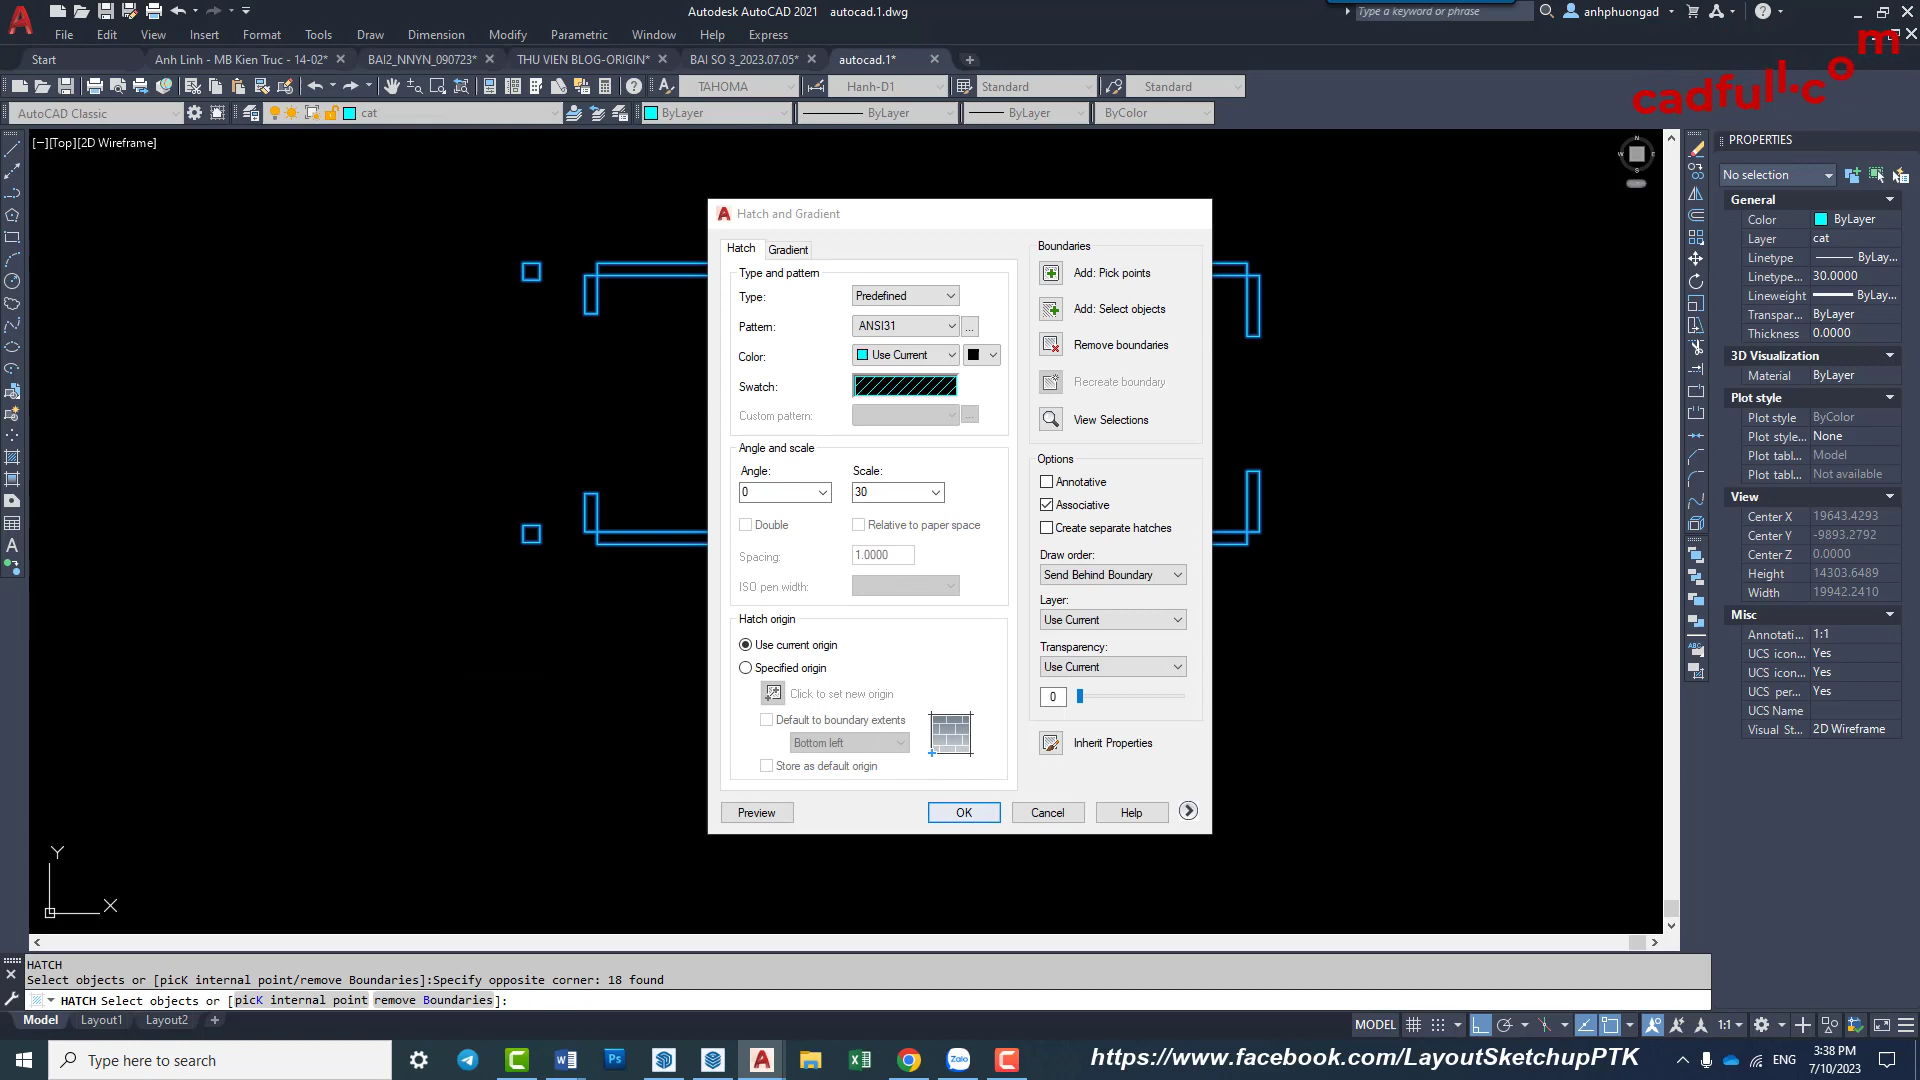 Autodesk AutoCAD 2021 autocad.1.dwg
Type a keyword or phrase
anhphuongad
File Edit View Insert Format Tools Draw Dimension Modify Parametric Window Help Express
Start
Anh Linh - MB Kien Truc - 14-02*
BAI2_NNYN_090723*
THU VIEN BLOG-ORIGIN*
BAI SO 3_2023.07.05*
autocad.1*
cadfull.com
TAHOMA
Hanh-D1
Standard
Standard
AutoCAD Classic
cat
ByLayer
ByLayer
ByLayer
ByColor
[−][Top][2D Wireframe]
N
W
E
S
PROPERTIES
No selection
General
Color ByLayer
Layer cat
Linetype ByLay...
Linetype... 30.0000
Lineweight ByLay...
Transpar... ByLayer
Thickness 0.0000
3D Visualization
Material ByLayer
Plot style
Plot style ByColor
Plot style... None
Plot tabl... Model
Plot tabl... Not available
View
Center X 19643.4293
Center Y -9893.2792
Center Z 0.0000
Height 14303.6489
Width 19942.2410
Misc
Annotati... 1:1
UCS icon... Yes
UCS icon... Yes
UCS per... Yes
UCS Name
Visual St... 2D Wireframe
Hatch and Gradient
Hatch
Gradient
Type and pattern
Type: Predefined
Pattern: ANSI31 ...
Color: Use Current
Swatch:
Custom pattern: ...
Angle and scale
Angle: Scale:
0 30
Double Relative to paper space
Spacing: 1.0000
ISO pen width:
Hatch origin
Use current origin
Specified origin
Click to set new origin
Default to boundary extents
Bottom left
Store as default origin
Boundaries
Add: Pick points
Add: Select objects
Remove boundaries
Recreate boundary
View Selections
Options
Annotative
Associative
Create separate hatches
Draw order:
Send Behind Boundary
Layer:
Use Current
Transparency:
Use Current
0
Inherit Properties
Preview OK Cancel Help
Y
X
HATCH
Select objects or [picK internal point/remove Boundaries]:Specify opposite corner: 18 found
HATCH Select objects or [picK internal point remove Boundaries]:
Model Layout1 Layout2
MODEL
1:1
Type here to search
https://www.facebook.com/LayoutSketchupPTK
ENG
3:38 PM
7/10/2023